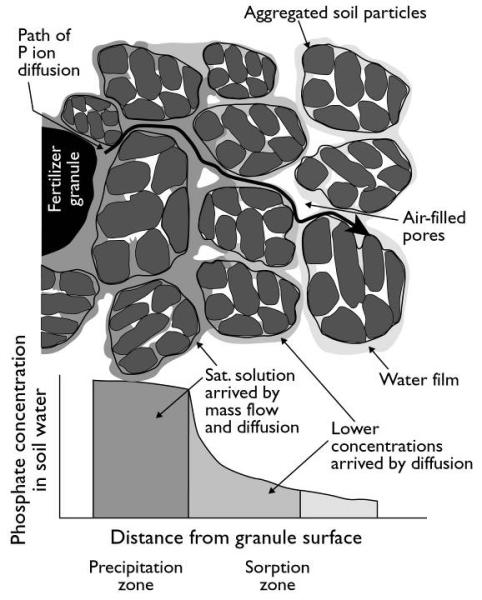 Aggregated soil particles
Path of
P ion
diffusion
Fertilizer
granule
Air-filled
pores
Water film
Sat. solution
arrived by
mass flow
and diffusion
Lower
concentrations
arrived by diffusion
Phosphate concentration
in soil water
Distance from granule surface
Precipitation
zone
Sorption
zone